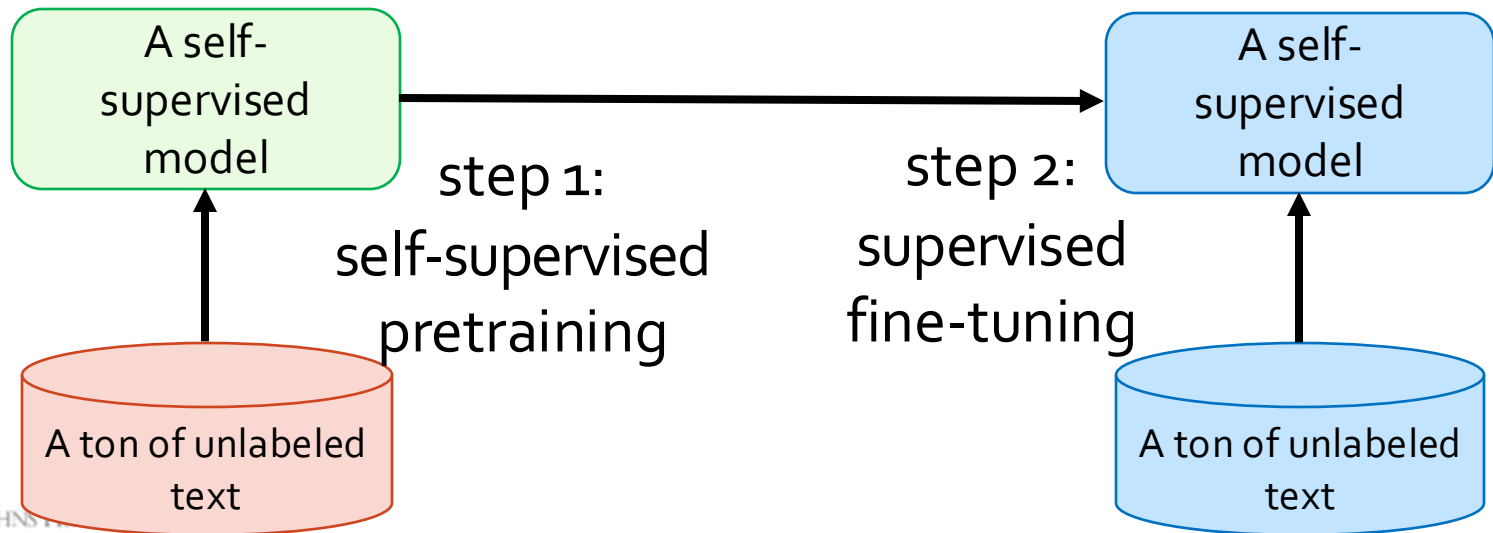 A self-
supervised
model
step 1:
self-supervised
pretraining
A ton of unlabeled
text
A self-
supervised
model
step 2:
supervised
fine-tuning
A ton of unlabeled
text